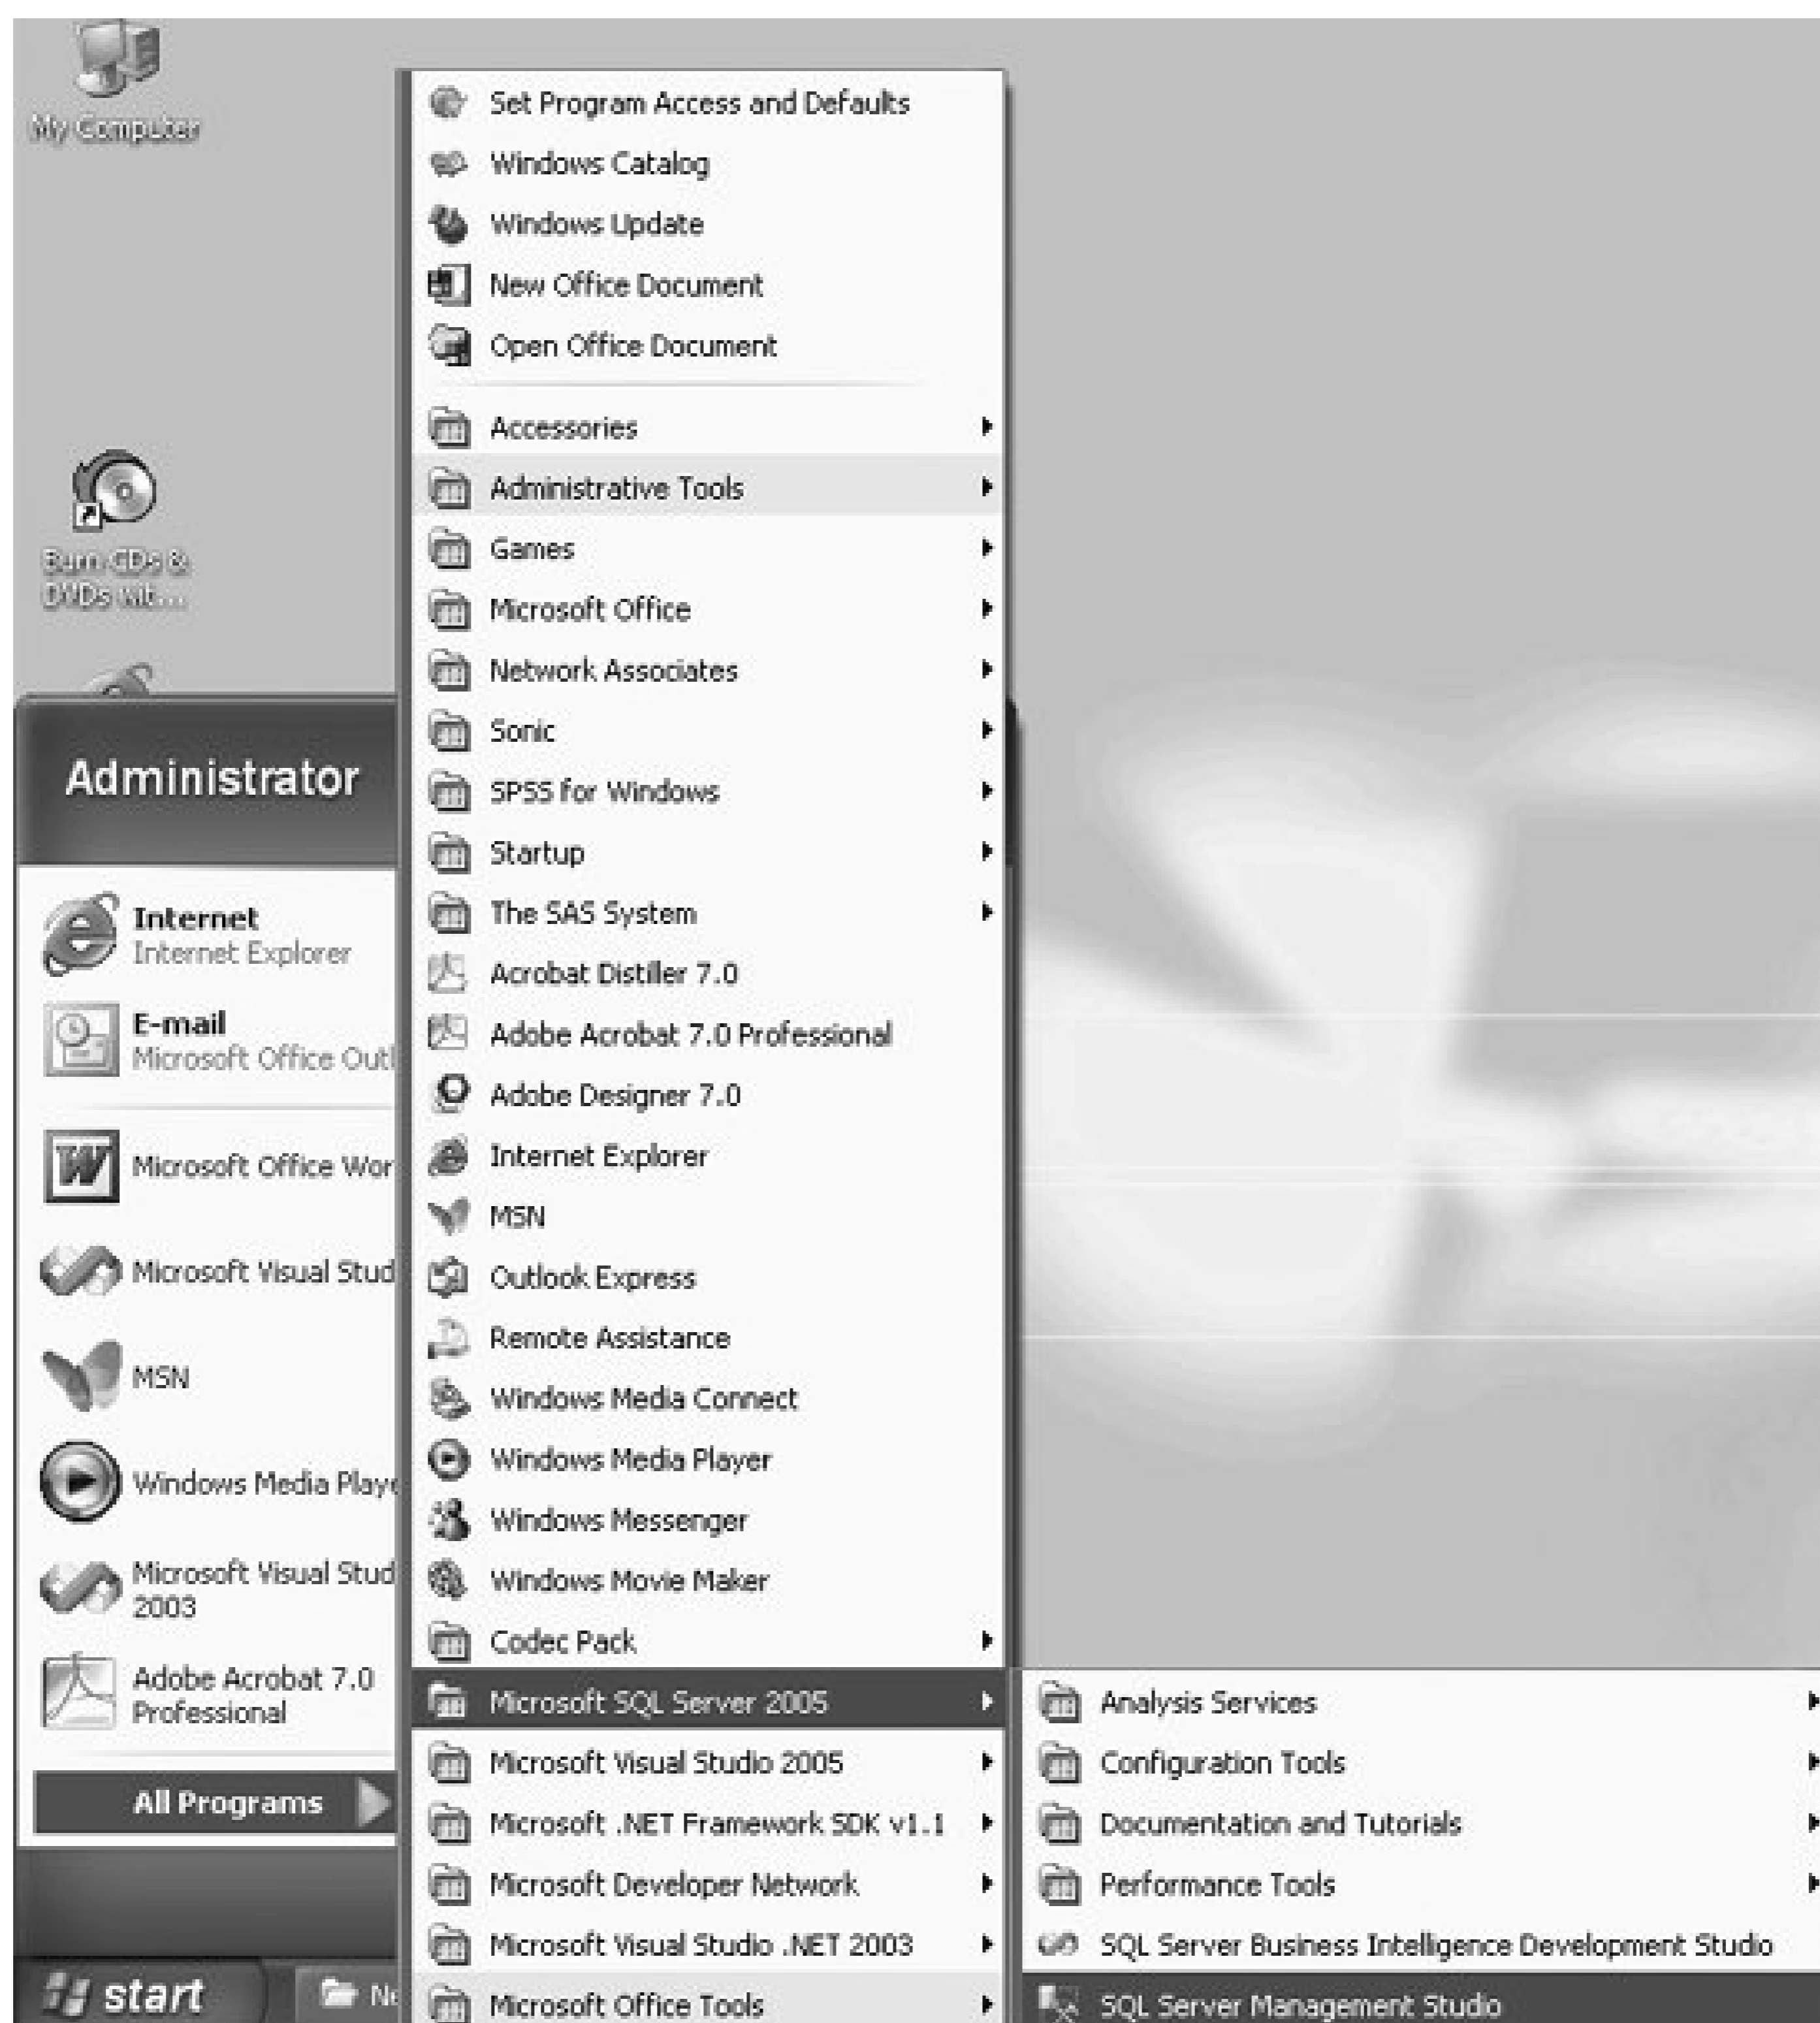 My Computer
Burn CDs &
DVDs wit...
Administrator
Internet
Internet Explorer
E-mail
Microsoft Office Outl
Microsoft Office Wor
Microsoft Visual Stud
MSN
Windows Media Playe
Microsoft Visual Stud
2003
Adobe Acrobat 7.0
Professional
All Programs
start
Ne
Set Program Access and Defaults
Windows Catalog
Windows Update
New Office Document
Open Office Document
Accessories
Administrative Tools
Games
Microsoft Office
Network Associates
Sonic
SPSS for Windows
Startup
The SAS System
Acrobat Distiller 7.0
Adobe Acrobat 7.0 Professional
Adobe Designer 7.0
Internet Explorer
MSN
Outlook Express
Remote Assistance
Windows Media Connect
Windows Media Player
Windows Messenger
Windows Movie Maker
Codec Pack
Microsoft SQL Server 2005
Microsoft Visual Studio 2005
Microsoft .NET Framework SDK v1.1
Microsoft Developer Network
Microsoft Visual Studio .NET 2003
Microsoft Office Tools
Analysis Services
Configuration Tools
Documentation and Tutorials
Performance Tools
SQL Server Business Intelligence Development Studio
SQL Server Management Studio